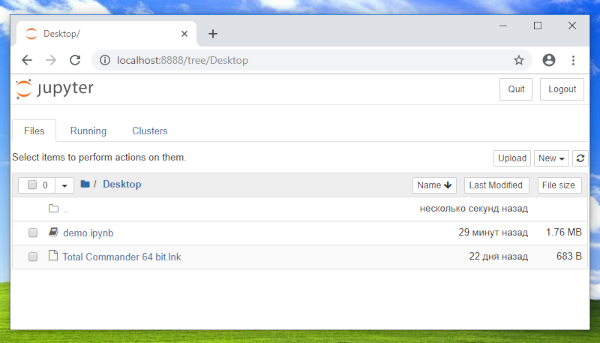 Desktop/
localhost:8888/tree/Desktop
jupyter
Quit
Logout
Files
Running
Clusters
Select items to perform actions on them.
Upload
New
0
/ Desktop
Name
Last Modified
File size
..
несколько секунд назад
demo.ipynb
29 минут назад
1.76 MB
Total Commander 64 bit.lnk
22 дня назад
683 B